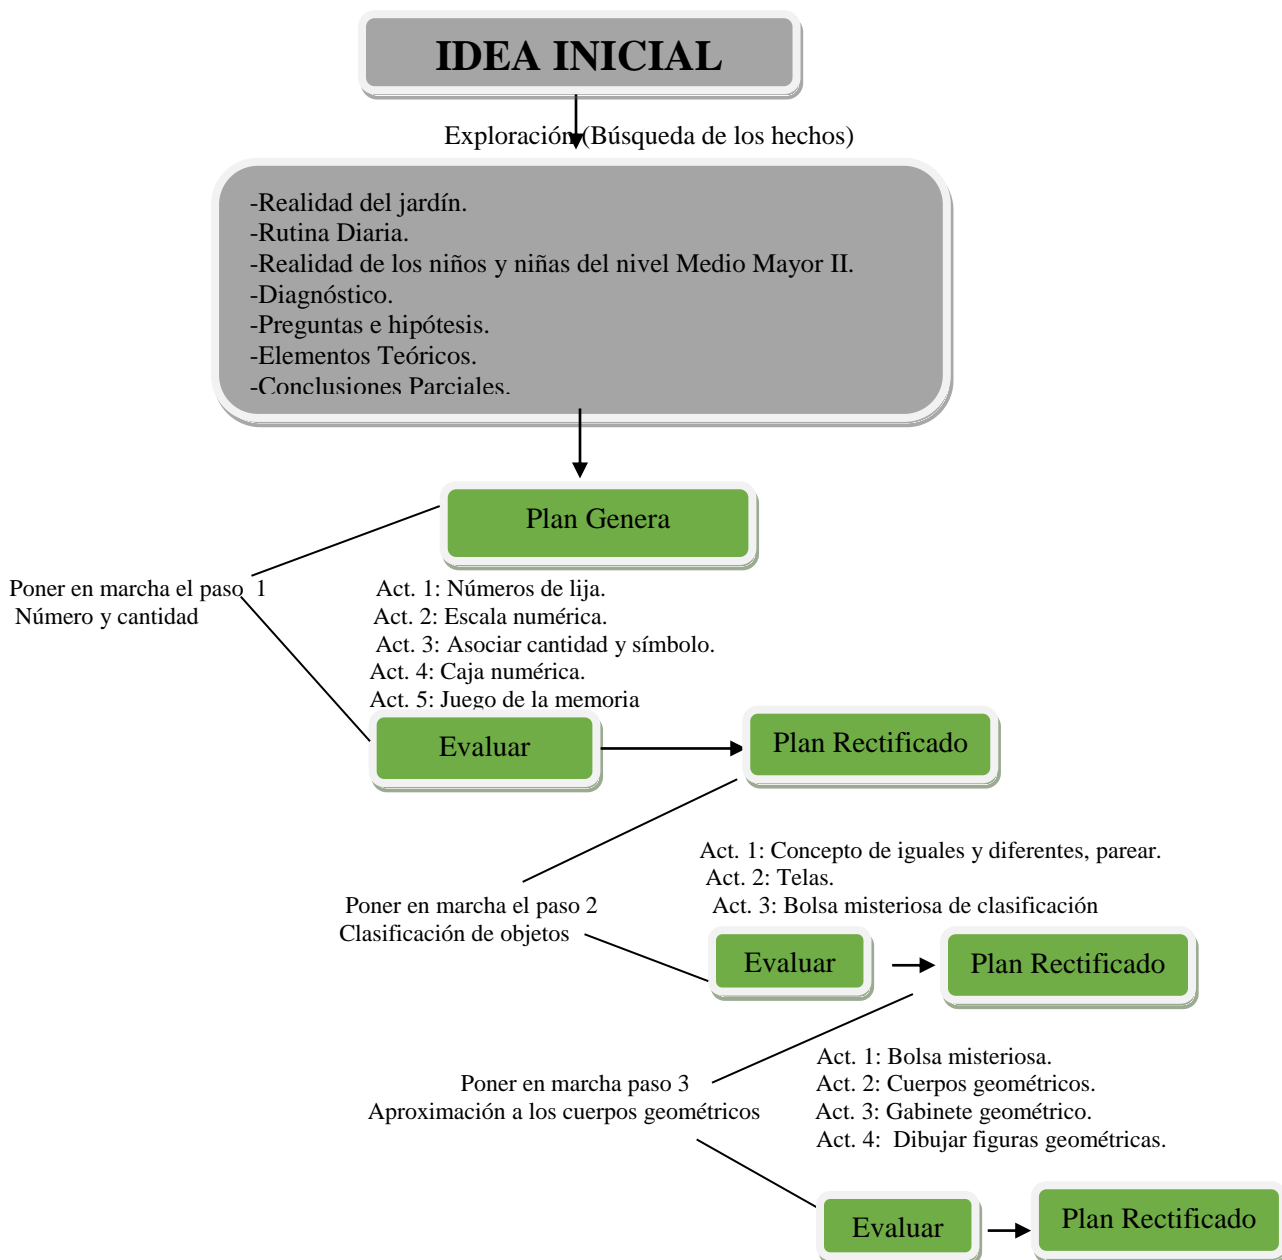 IDEA INICIAL
Exploración (Búsqueda de los hechos)
-Realidad del jardín.
-Rutina Diaria.
-Realidad de los niños y niñas del nivel Medio Mayor II.
-Diagnóstico.
-Preguntas e hipótesis.
-Elementos Teóricos.
-Conclusiones Parciales.
Plan Genera
Poner en marcha el paso 1
Número y cantidad
Act. 1: Números de lija.
Act. 2: Escala numérica.
Act. 3: Asociar cantidad y símbolo.
Act. 4: Caja numérica.
Act. 5: Juego de la memoria
Evaluar
Plan Rectificado
Act. 1: Concepto de iguales y diferentes, parear.
Act. 2: Telas.
Act. 3: Bolsa misteriosa de clasificación
Poner en marcha el paso 2
Clasificación de objetos
Evaluar
Plan Rectificado
Act. 1: Bolsa misteriosa.
Act. 2: Cuerpos geométricos.
Act. 3: Gabinete geométrico.
Act. 4: Dibujar figuras geométricas.
Poner en marcha paso 3
Aproximación a los cuerpos geométricos
Evaluar
Plan Rectificado